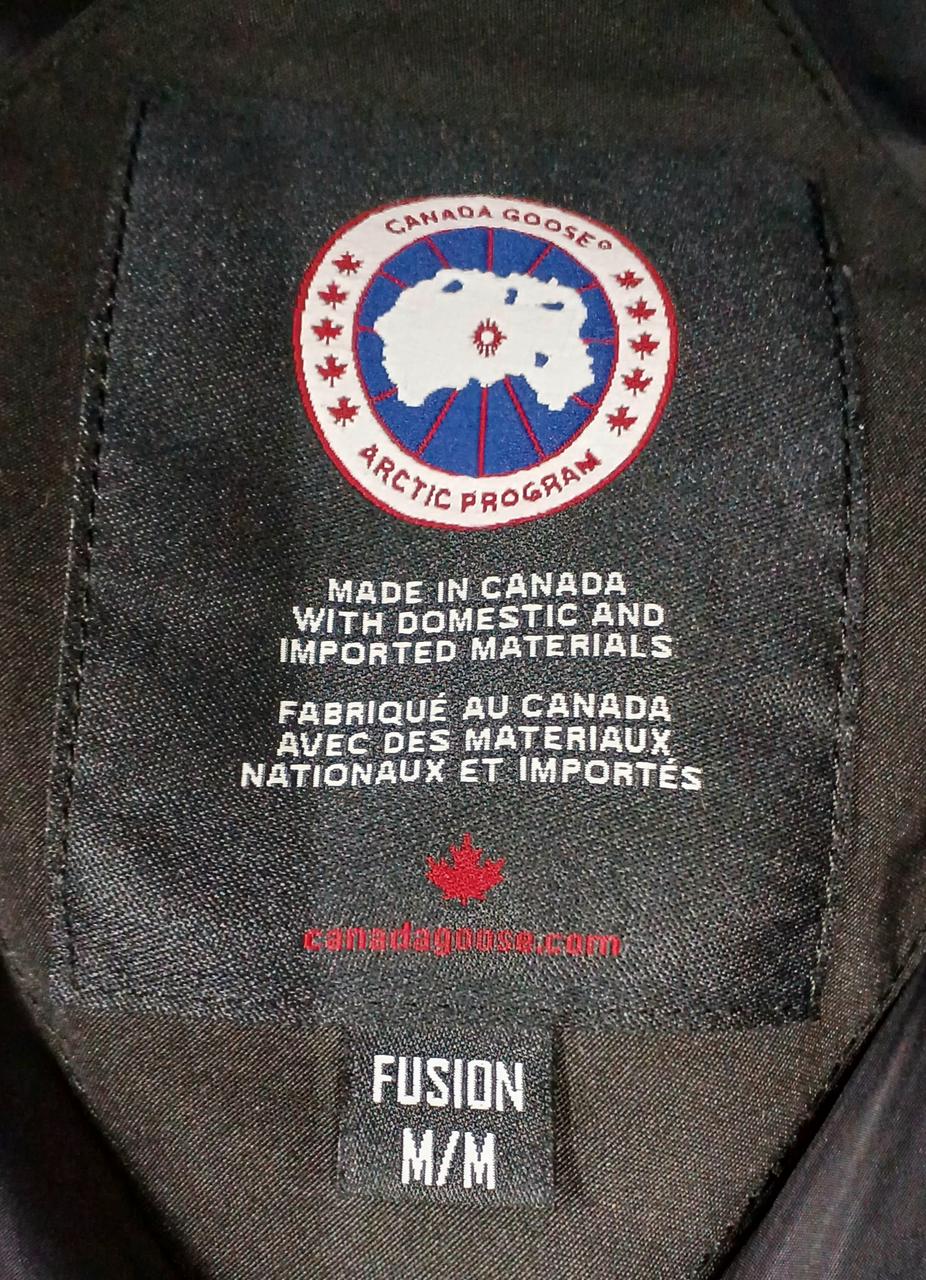 CANADA GOOSE®
ARCTIC PROGRAM
MADE IN CANADA
WITH DOMESTIC AND
IMPORTED MATERIALS
FABRIQUÉ AU CANADA
AVEC DES MATERIAUX
NATIONAUX ET IMPORTÉS
canadagoose.com
FUSION
M/M